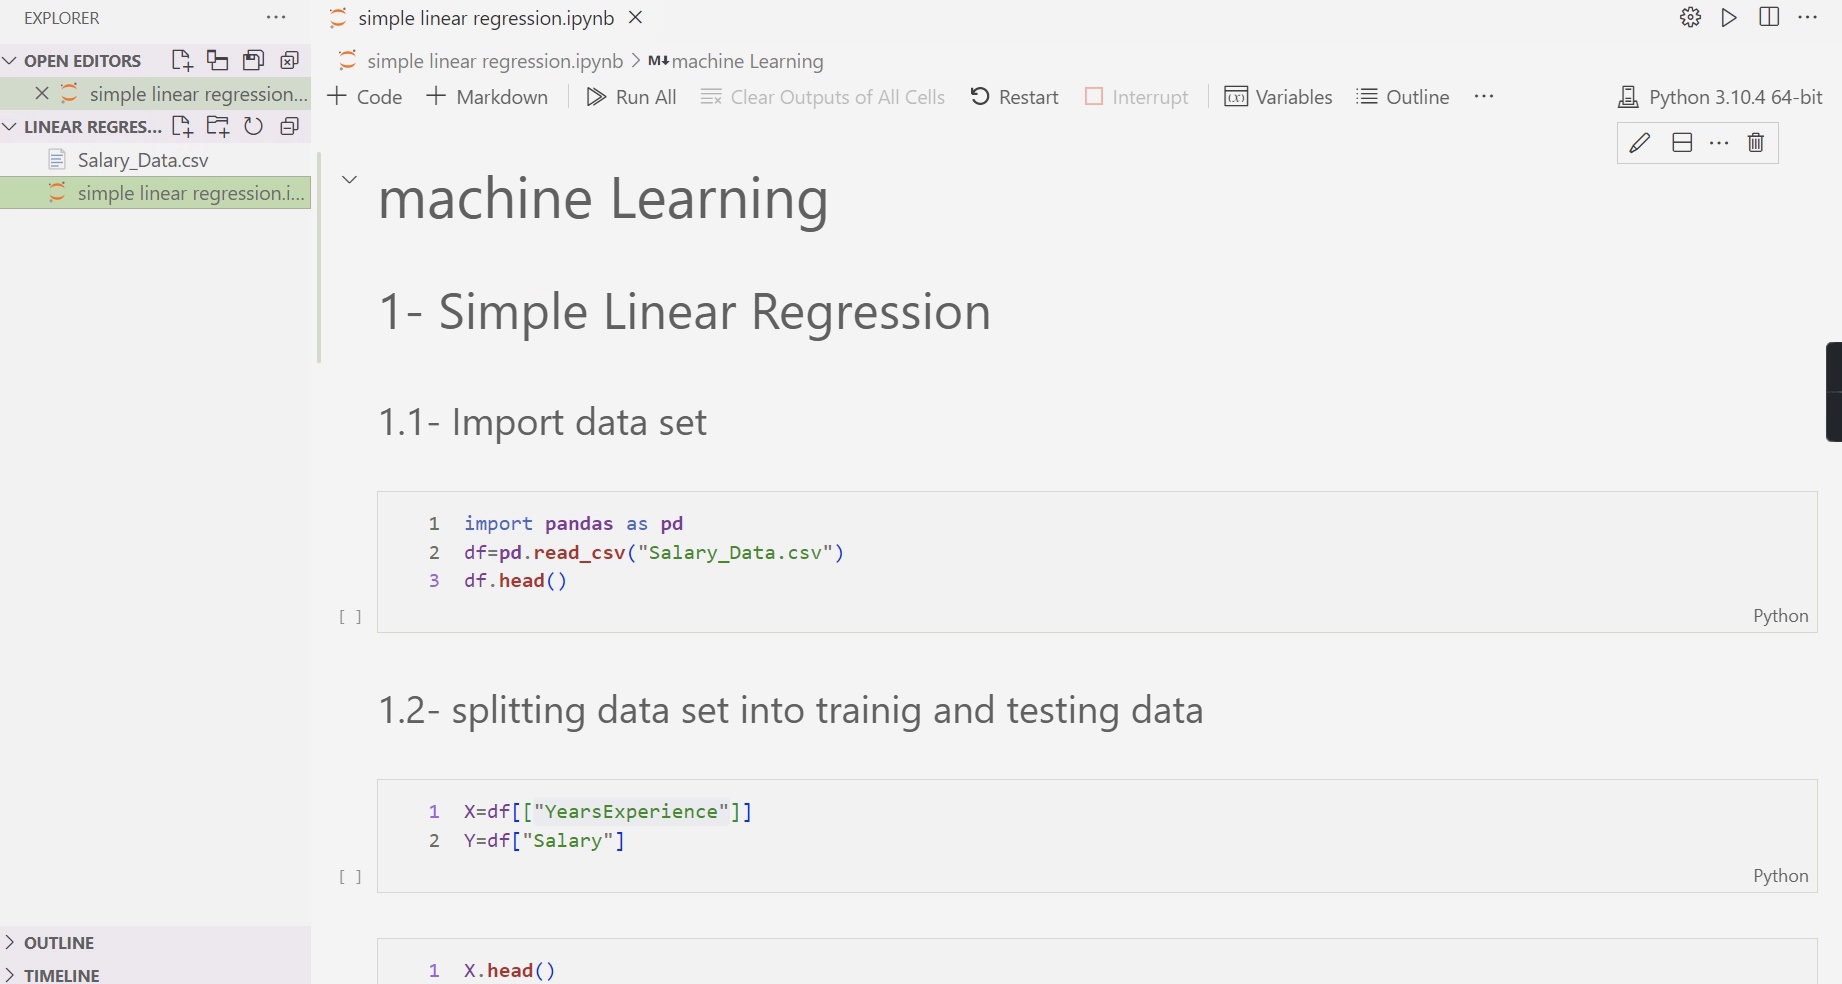 EXPLORER
OPEN EDITORS
simple linear regression...
LINEAR REGRES...
Salary_Data.csv
simple linear regression.i...
OUTLINE
TIMELINE
simple linear regression.ipynb
simple linear regression.ipynb > M↓ machine Learning
+ Code + Markdown Run All Clear Outputs of All Cells Restart Interrupt (x) Variables Outline ... Python 3.10.4 64-bit
machine Learning
1- Simple Linear Regression
1.1- Import data set
1 import pandas as pd
2 df=pd.read_csv("Salary_Data.csv")
3 df.head()
[ ]
Python
1.2- splitting data set into trainig and testing data
1 X=df[["YearsExperience"]]
2 Y=df["Salary"]
[ ]
Python
1 X.head()